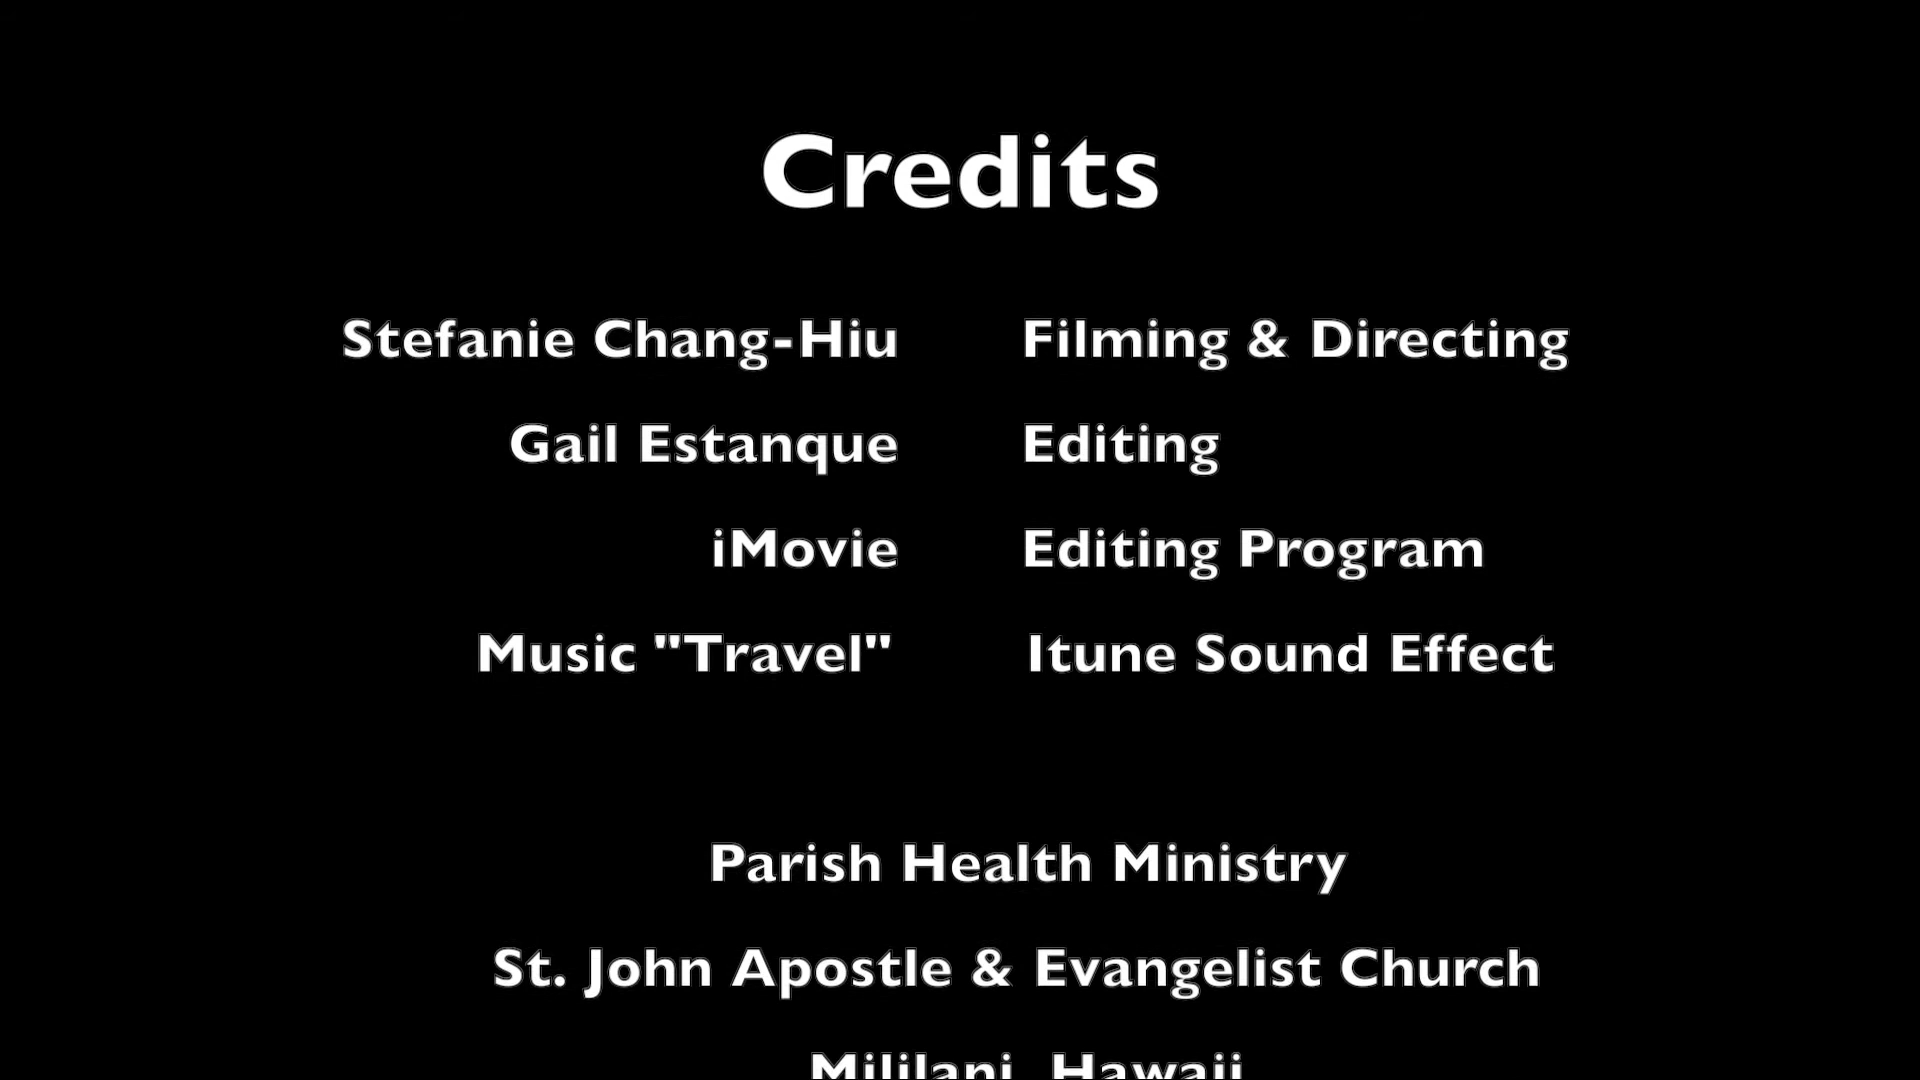 Credits
Stefanie Chang-Hiu Filming & Directing
Gail Estanque Editing
iMovie Editing Program
Music "Travel" Itune Sound Effect
Parish Health Ministry
St. John Apostle & Evangelist Church
Mililani, Hawaii